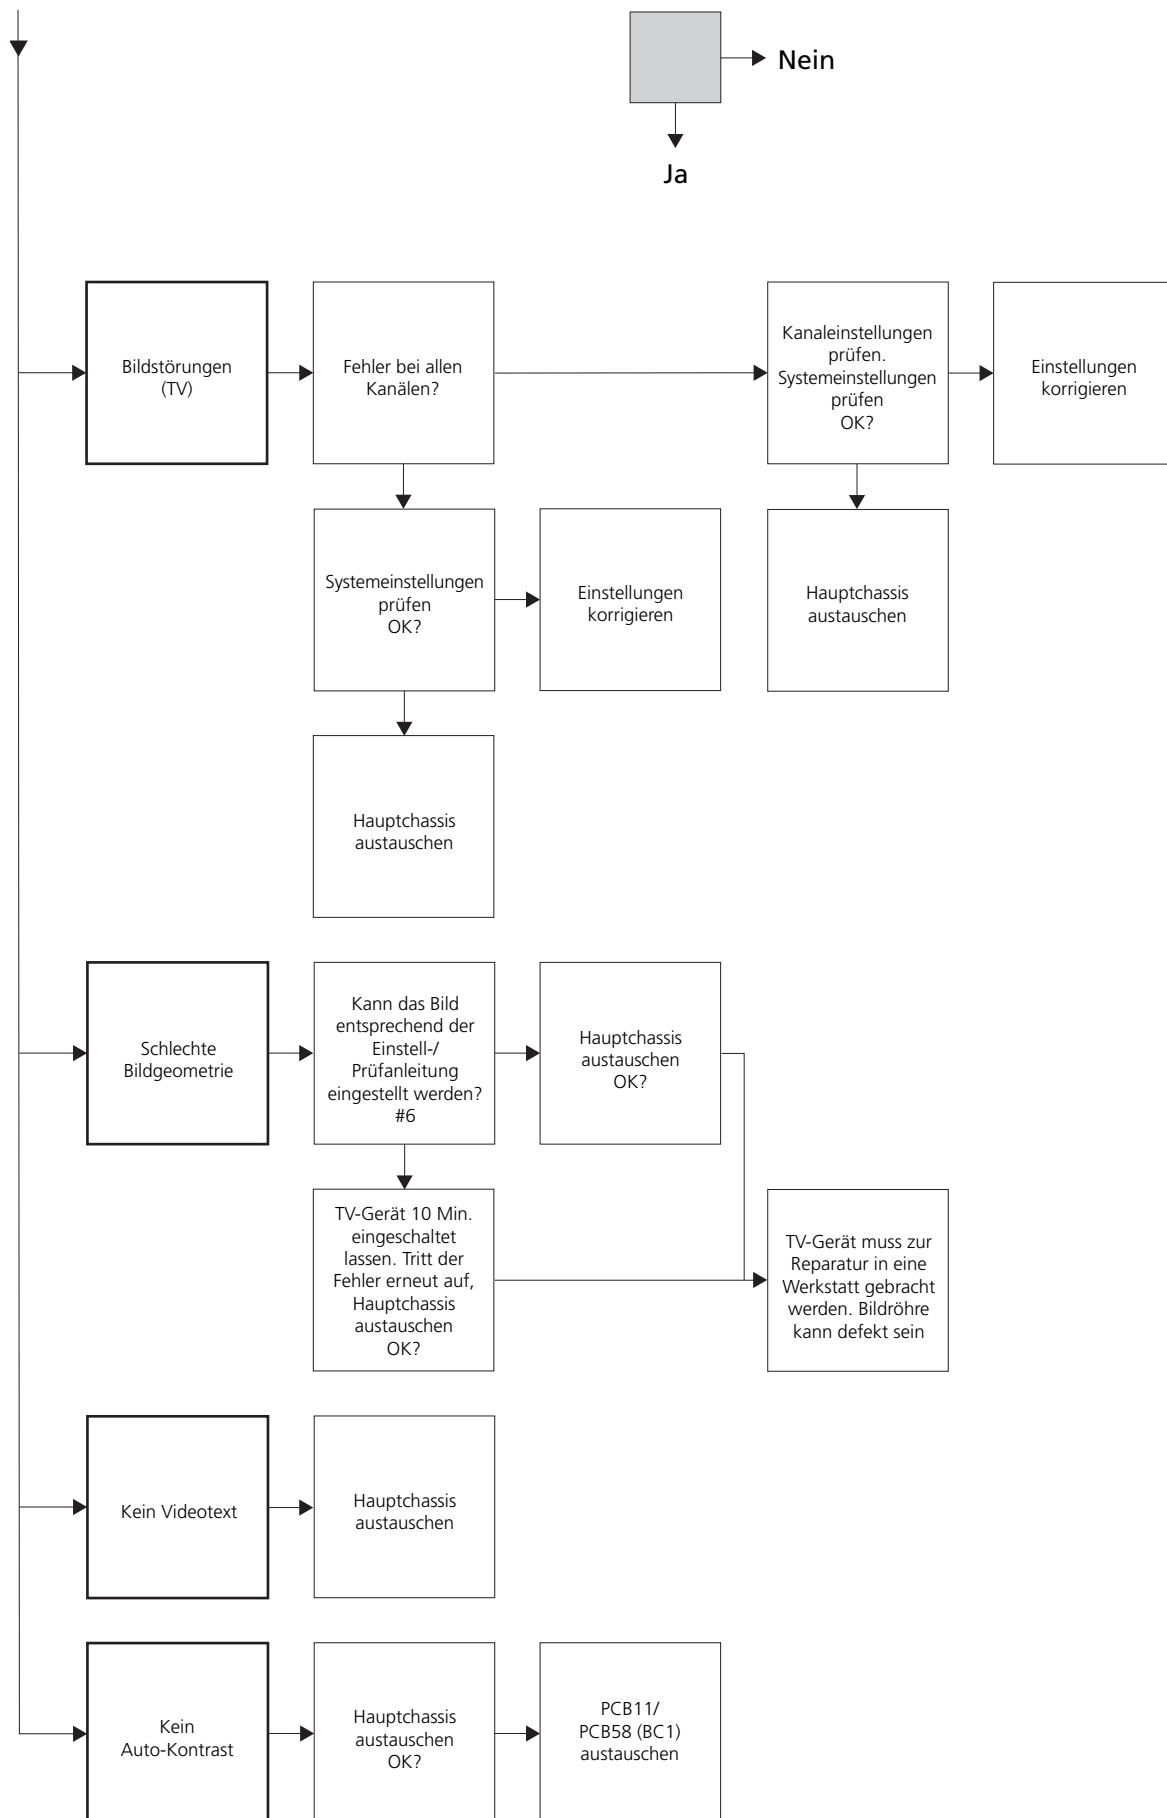 Nein
Ja
Bildstörungen
(TV)
Fehler bei allen
Kanälen?
Kanaleinstellungen
prüfen.
Systemeinstellungen
prüfen
OK?
Einstellungen
korrigieren
Systemeinstellungen
prüfen
OK?
Einstellungen
korrigieren
Hauptchassis
austauschen
Hauptchassis
austauschen
Schlechte
Bildgeometrie
Kann das Bild
entsprechend der
Einstell-/
Prüfanleitung
eingestellt werden?
#6
Hauptchassis
austauschen
OK?
TV-Gerät 10 Min.
eingeschaltet
lassen. Tritt der
Fehler erneut auf,
Hauptchassis
austauschen
OK?
TV-Gerät muss zur
Reparatur in eine
Werkstatt gebracht
werden. Bildröhre
kann defekt sein
Kein Videotext
Hauptchassis
austauschen
Kein
Auto-Kontrast
Hauptchassis
austauschen
OK?
PCB11/
PCB58 (BC1)
austauschen